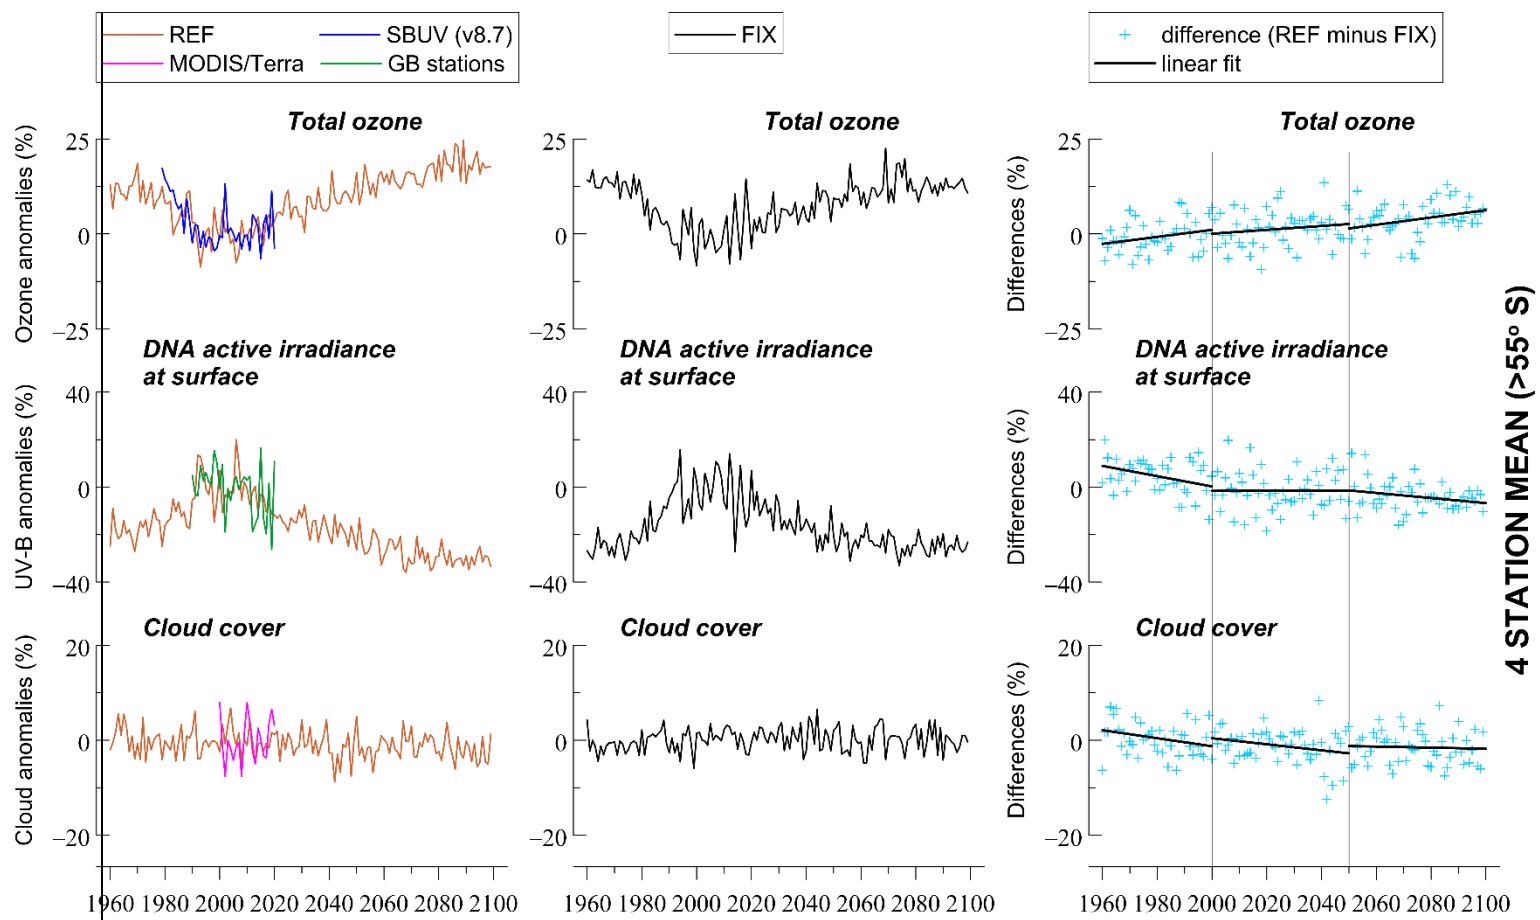 REF
SBUV (v8.7)
MODIS/Terra
GB stations
FIX
difference (REF minus FIX)
linear fit
Total ozone
Total ozone
Total ozone
Ozone anomalies (%)
25
0
−25
25
0
−25
Differences (%)
25
0
−25
DNA active irradiance
at surface
DNA active irradiance
at surface
DNA active irradiance
at surface
UV-B anomalies (%)
40
0
−40
40
0
−40
Differences (%)
40
0
−40
Cloud cover
Cloud cover
Cloud cover
Cloud anomalies (%)
20
0
−20
20
0
−20
Differences (%)
20
0
−20
1960 1980 2000 2020 2040 2060 2080 2100
1960 1980 2000 2020 2040 2060 2080 2100
1960 1980 2000 2020 2040 2060 2080 2100
4 STATION MEAN (>55º S)